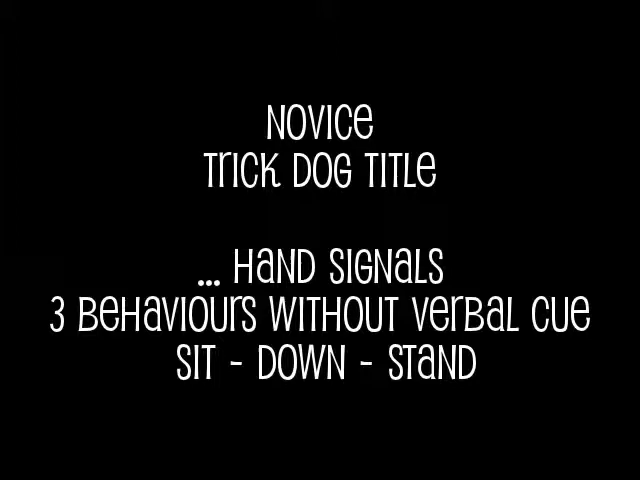 Novice
Trick Dog Title
... Hand Signals
3 Behaviours without verbal cue
Sit - Down - Stand